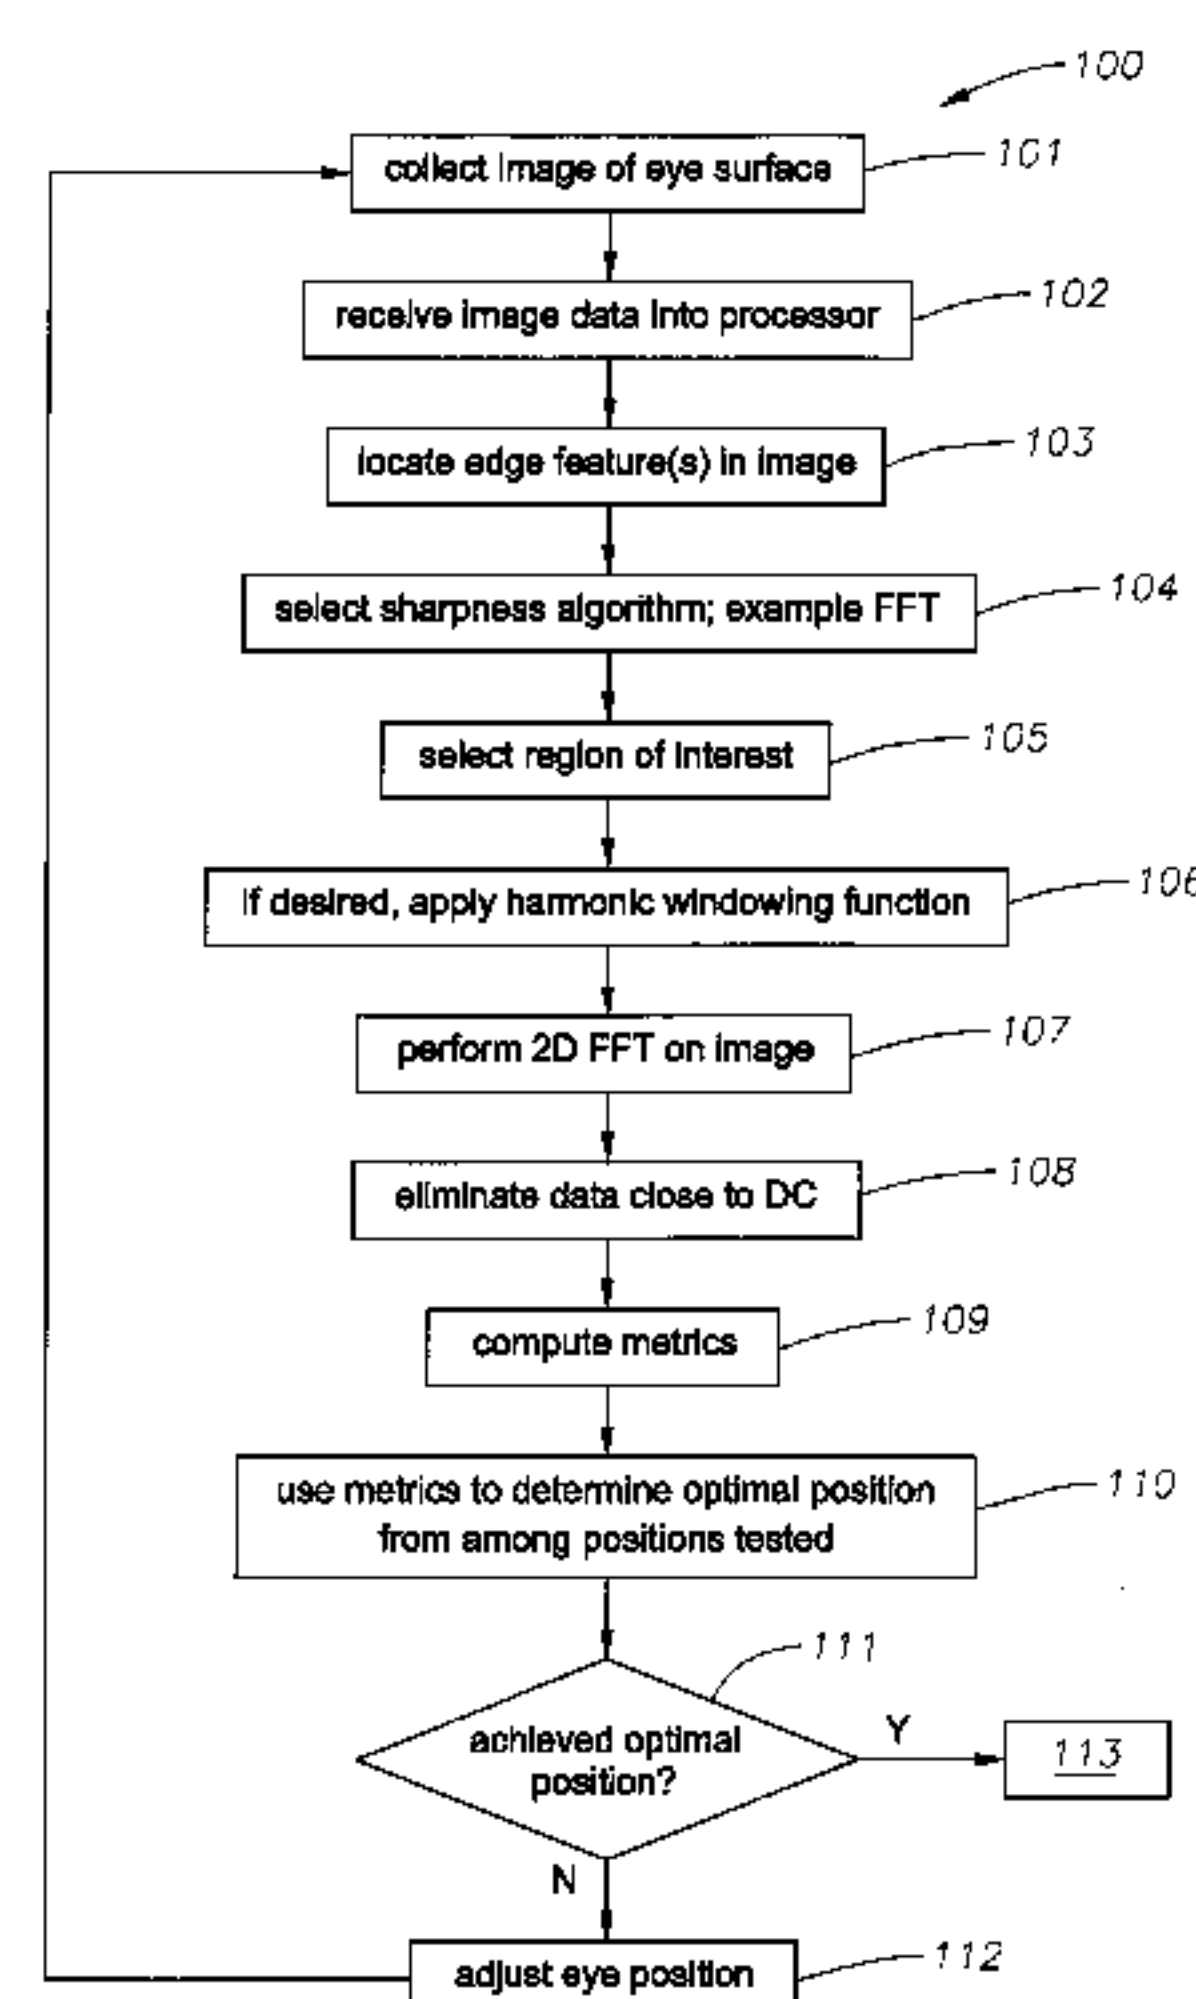 100
collect image of eye surface
101
receive image data into processor
102
locate edge feature(s) in image
103
select sharpness algorithm; example FFT
104
select region of interest
105
if desired, apply harmonic windowing function
106
perform 2D FFT on image
107
eliminate data close to DC
108
compute metrics
109
use metrics to determine optimal position
from among positions tested
110
111
achieved optimal
position?
Y
113
N
adjust eye position
112